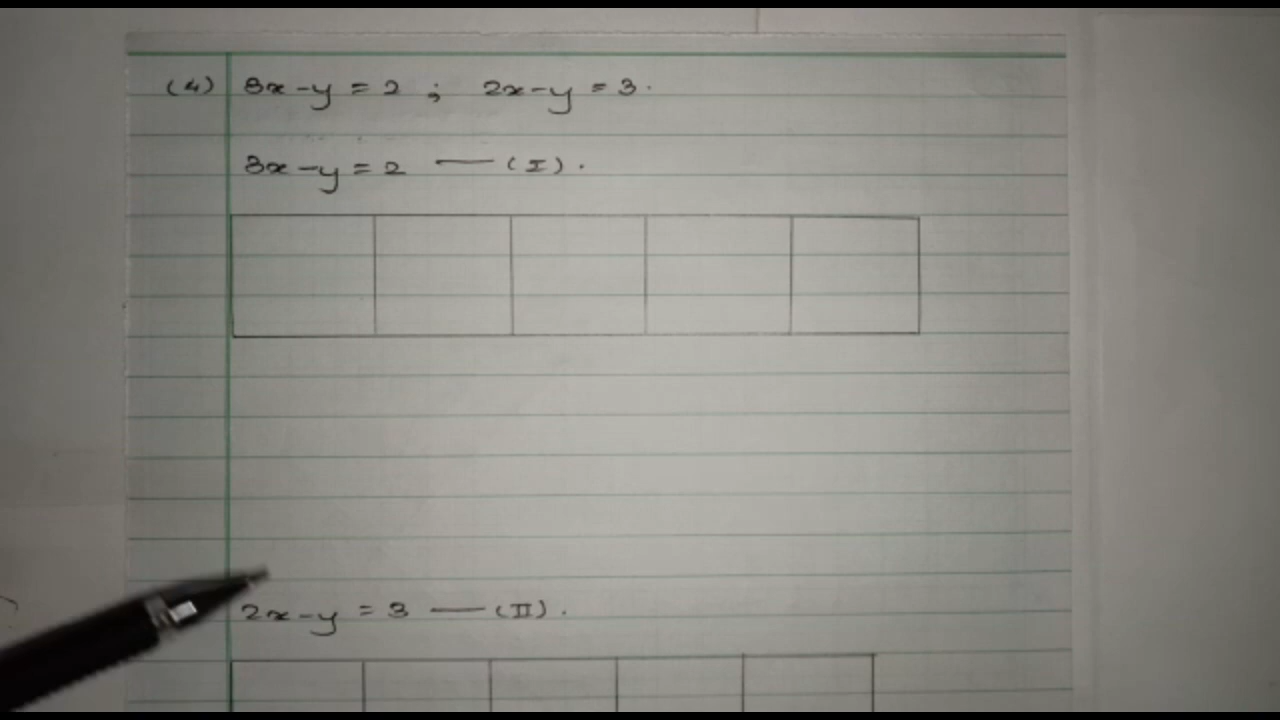 (4) 3x-y = 2 ; 2x-y = 3.
3x-y = 2 — (I).
2x-y = 3 — (II).